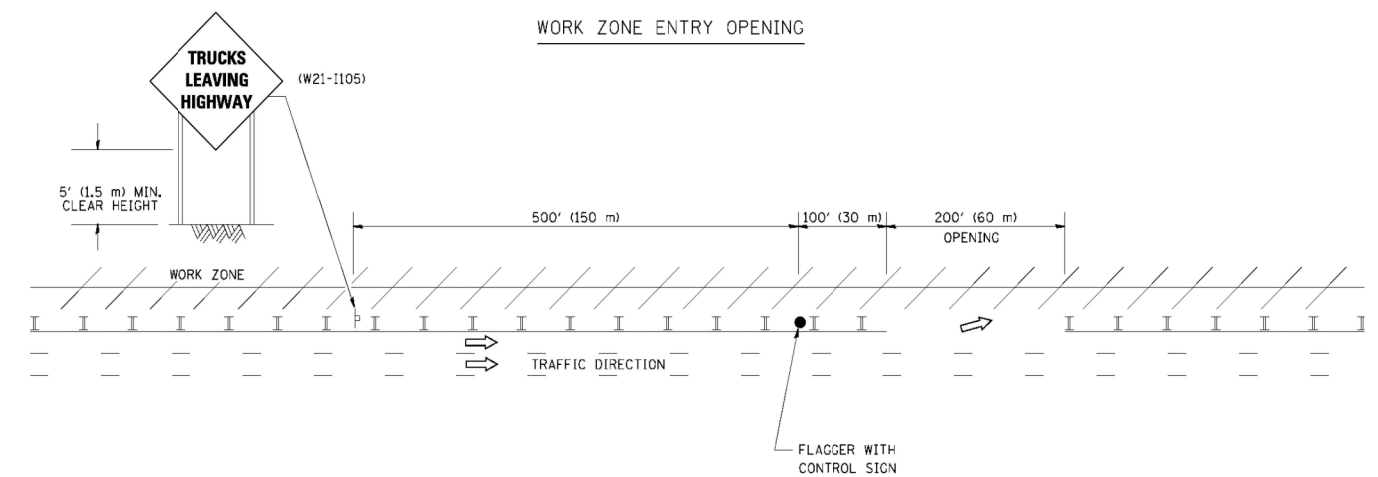 WORK ZONE ENTRY OPENING
TRUCKS
LEAVING
HIGHWAY
(W21-I105)
5' (1.5 m) MIN.
CLEAR HEIGHT
500' (150 m)
100' (30 m)
200' (60 m)
OPENING
WORK ZONE
TRAFFIC DIRECTION
FLAGGER WITH
CONTROL SIGN